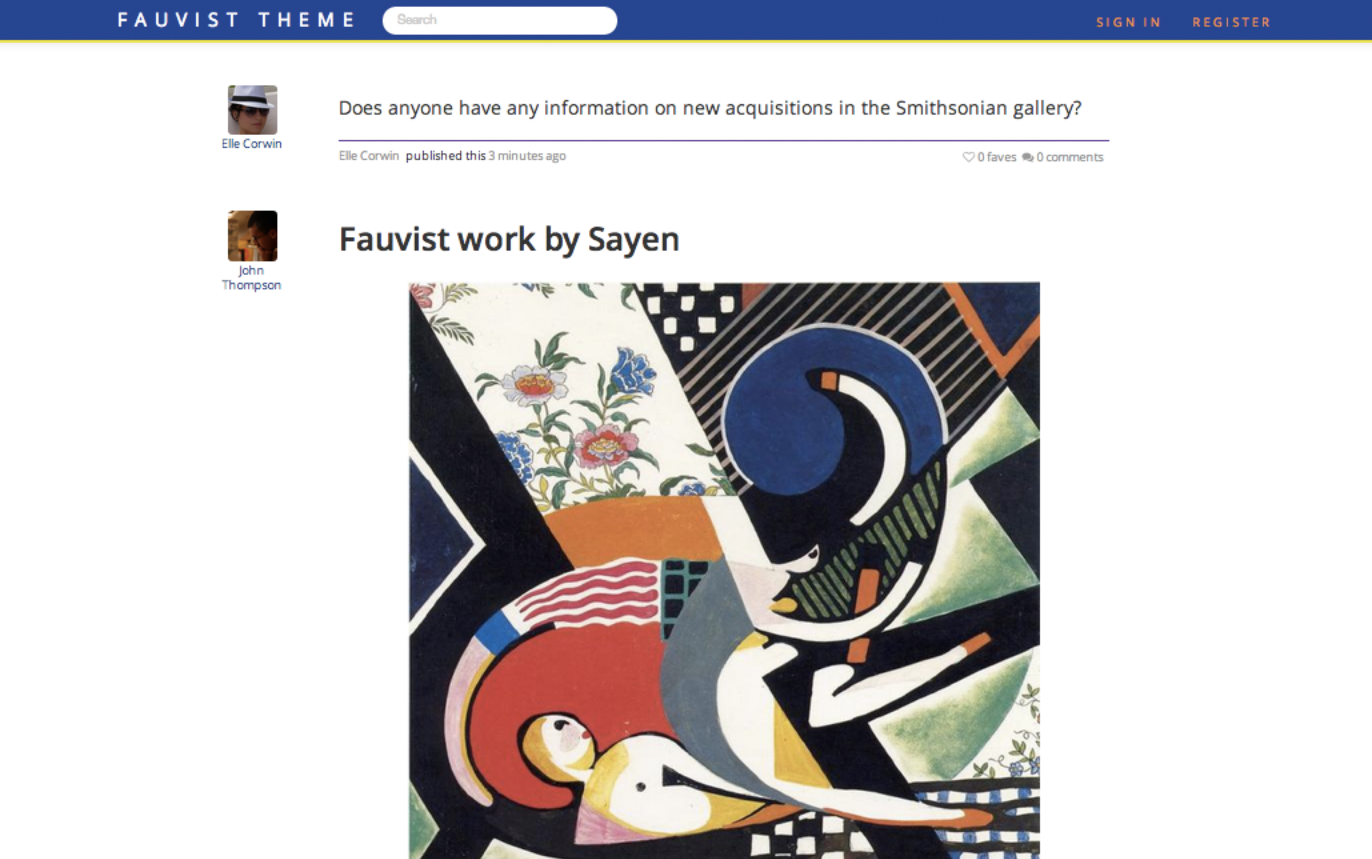 FAUVIST THEME
Search
SIGN IN
REGISTER
Does anyone have any information on new acquisitions in the Smithsonian gallery?
Elle Corwin
Elle Corwin published this 3 minutes ago
0 faves 0 comments
Fauvist work by Sayen
John
Thompson